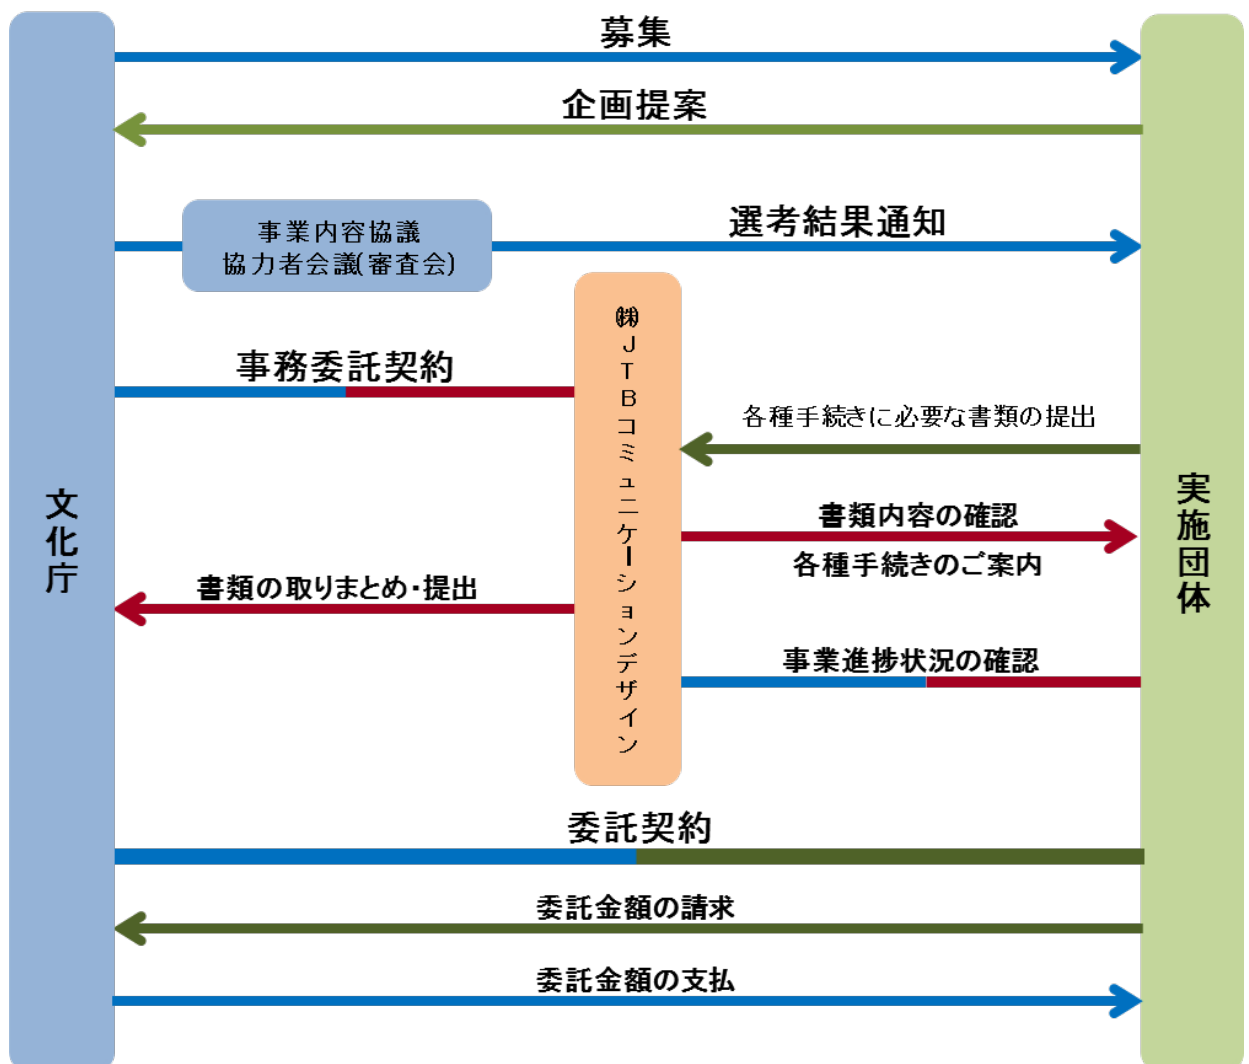 募集
企画提案
事業内容協議
協力者会議(審査会)
選考結果通知
㈱JTBコミュニケーションデザイン
事務委託契約
各種手続きに必要な書類の提出
文化庁
実施団体
書類内容の確認
各種手続きのご案内
書類の取りまとめ・提出
事業進捗状況の確認
委託契約
委託金額の請求
委託金額の支払